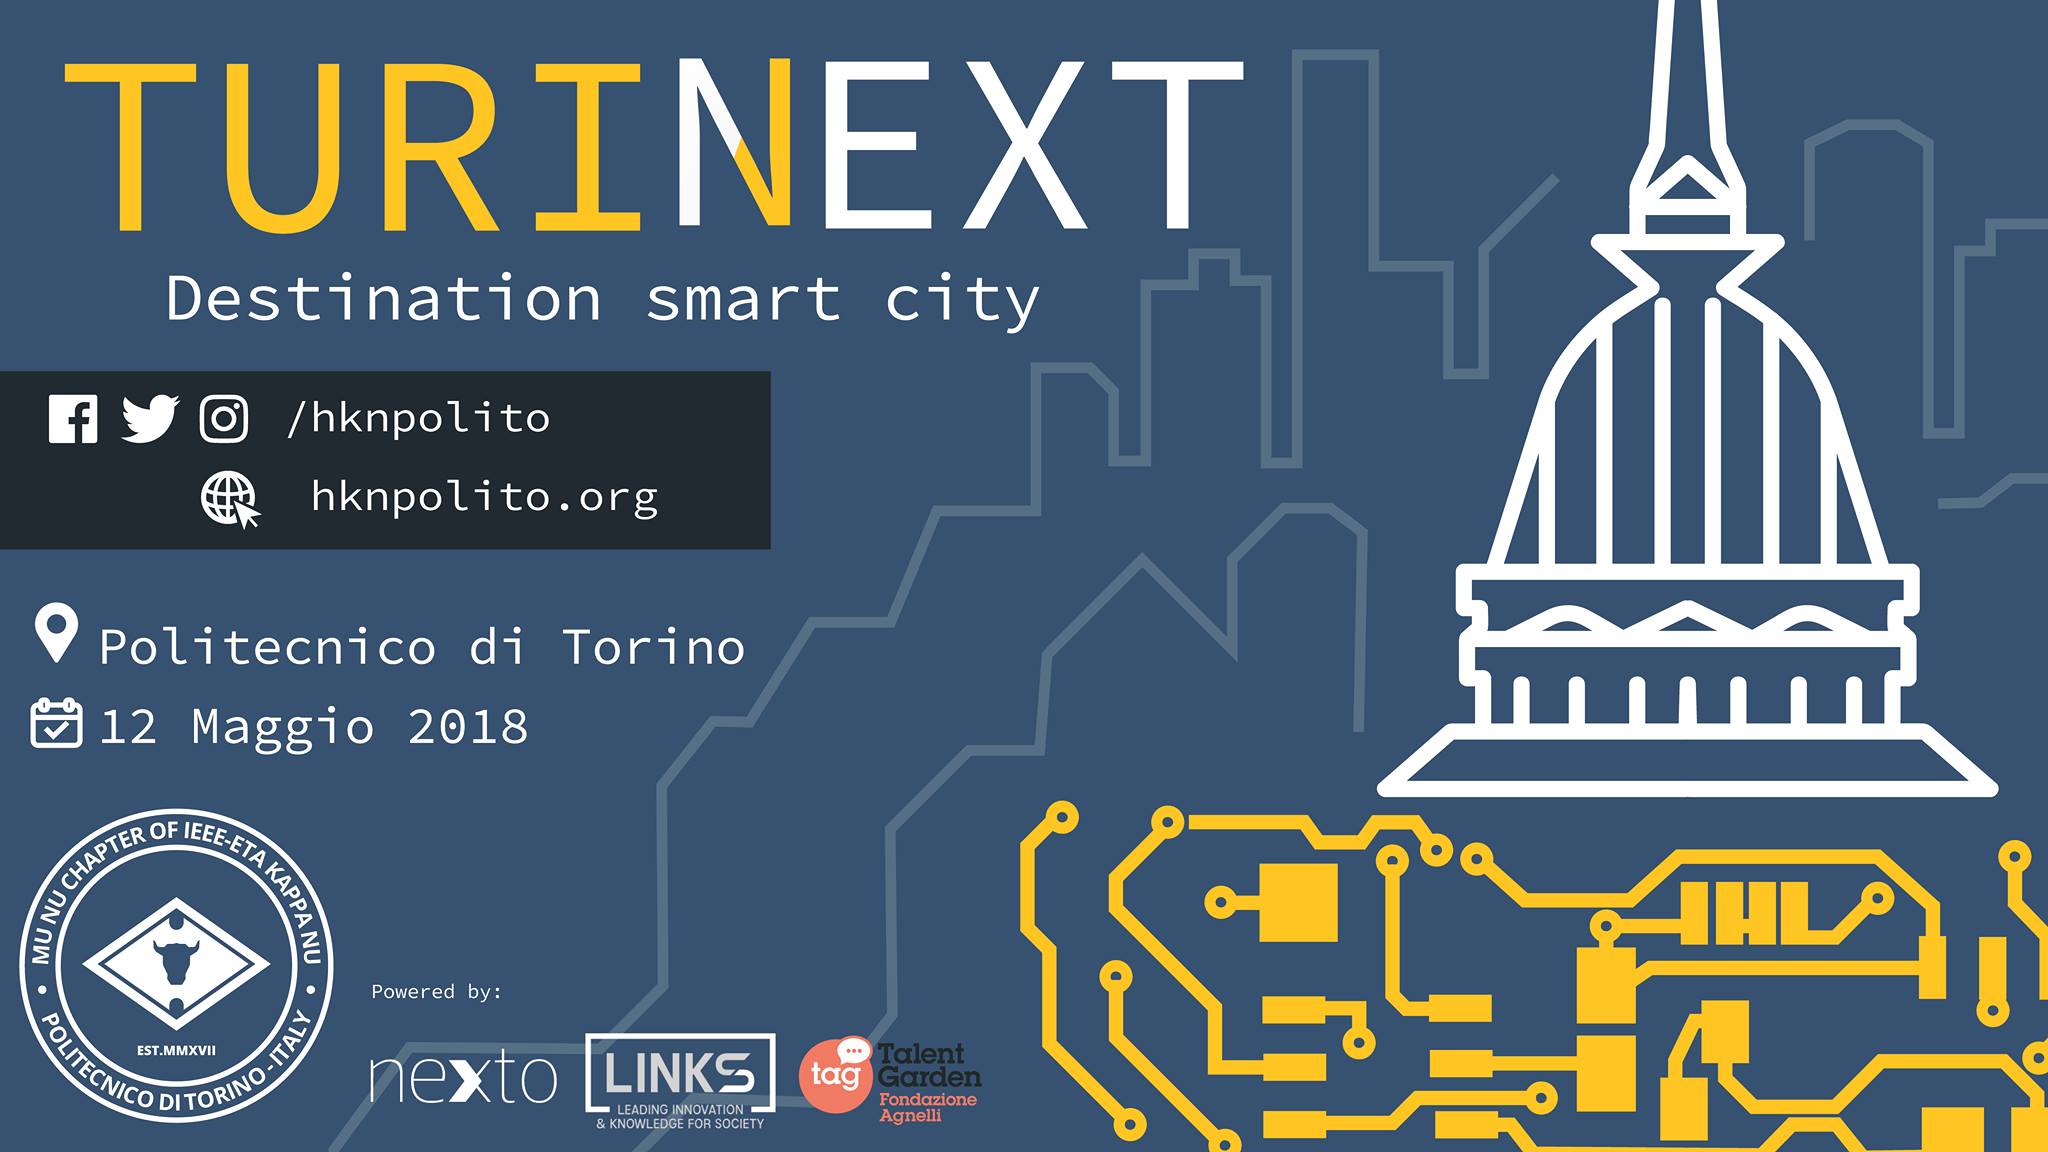 TURINEXT
Destination smart city
/hknpolito
hknpolito.org
Politecnico di Torino
12 Maggio 2018
MU NU CHAPTER OF IEEE-ETA KAPPA NU
EST.MMXVII
• POLITECNICO DI TORINO-ITALY •
Powered by:
nexto
LINKS
LEADING INNOVATION
& KNOWLEDGE FOR SOCIETY
tag
Talent
Garden
Fondazione
Agnelli